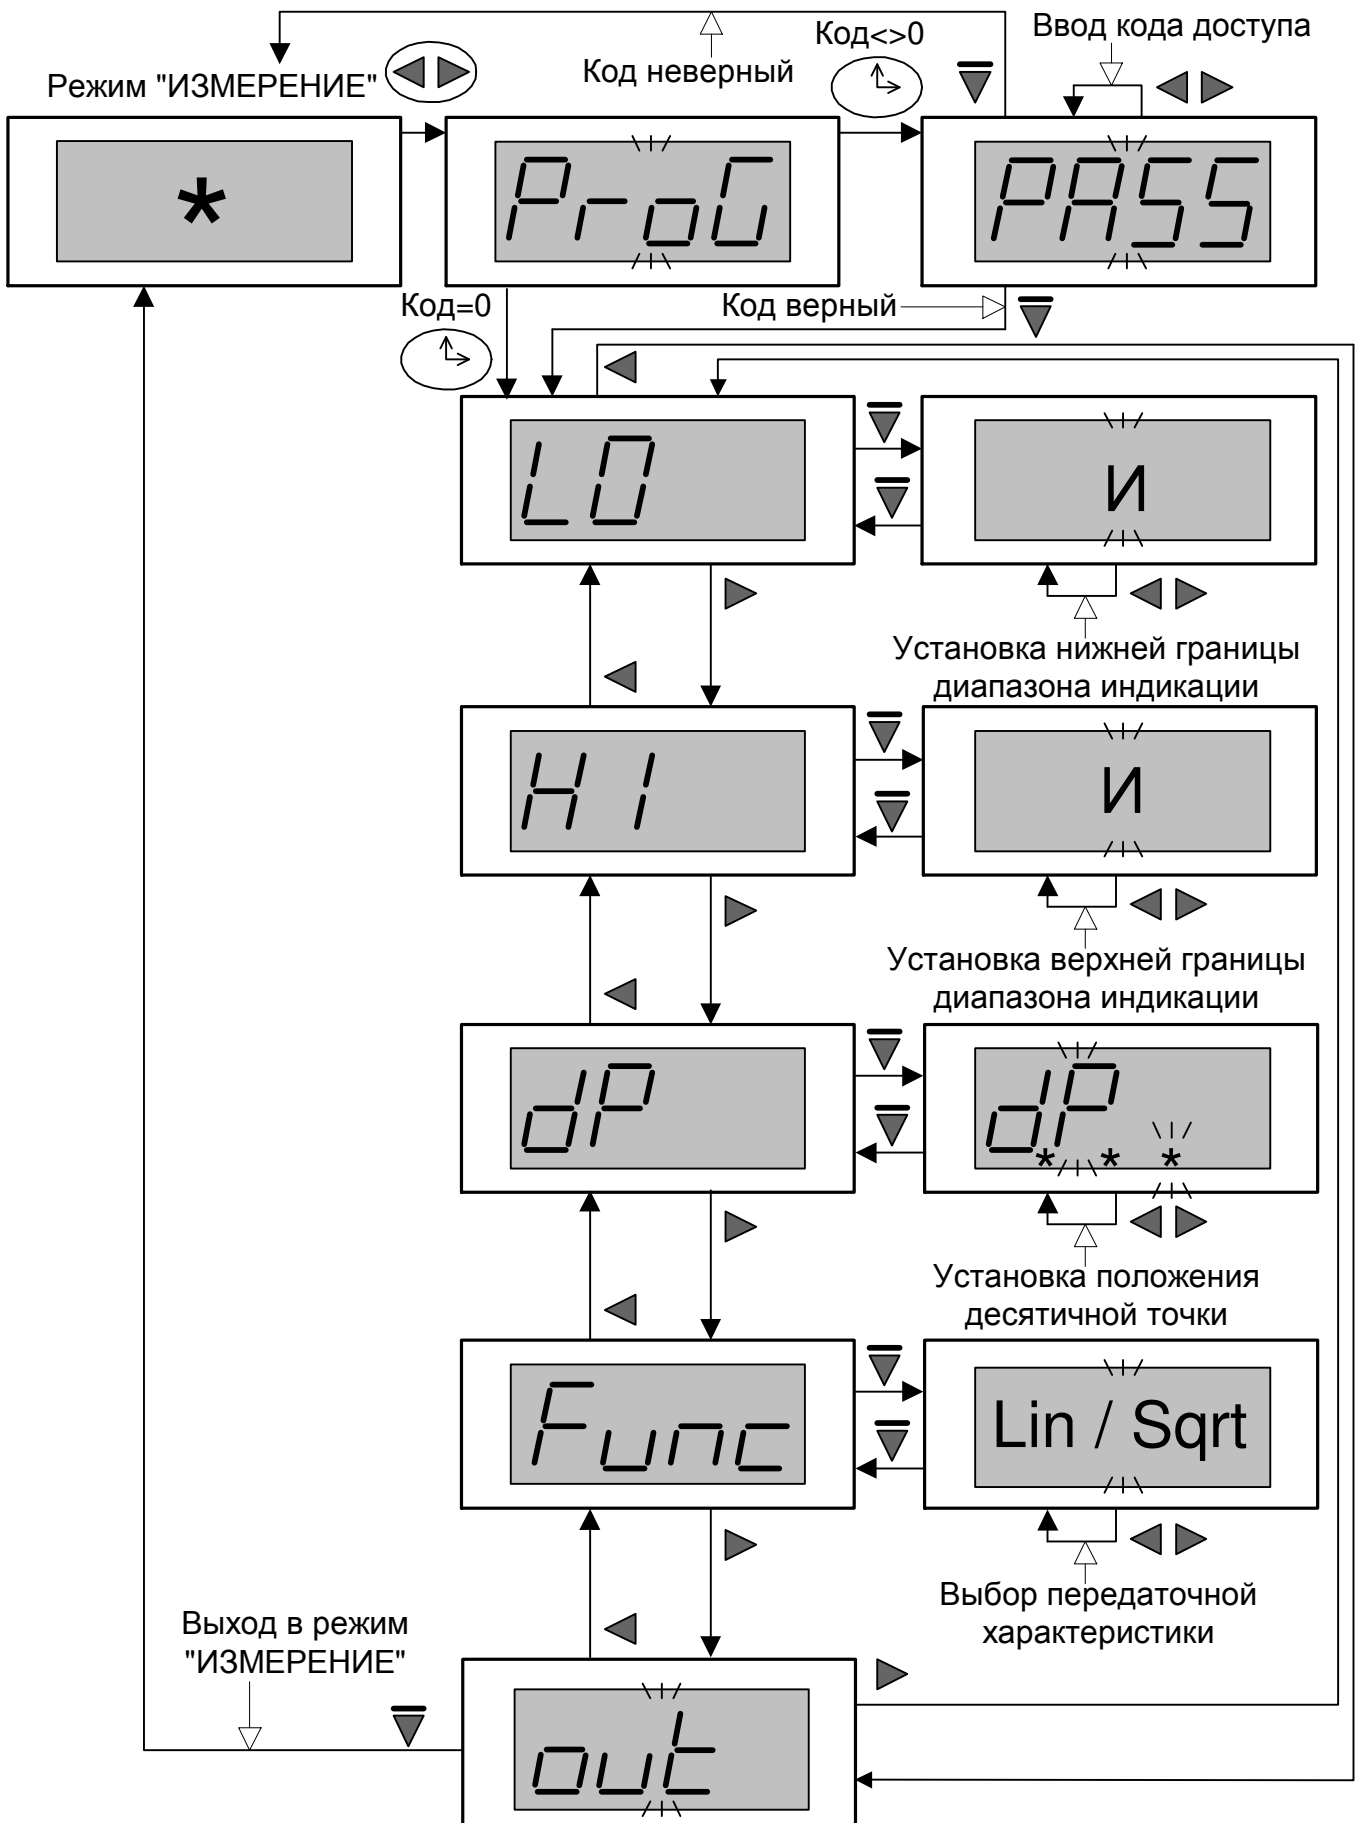 Ввод кода доступа
Код<>0
Код неверный
Режим "ИЗМЕРЕНИЕ"
*
ProG
PASS
Код=0
Код верный
LO
И
Установка нижней границы
диапазона индикации
HI
И
Установка верхней границы
диапазона индикации
dP
dP
* * *
Установка положения
десятичной точки
Func
Lin / Sqrt
Выбор передаточной
характеристики
Выход в режим
"ИЗМЕРЕНИЕ"
out